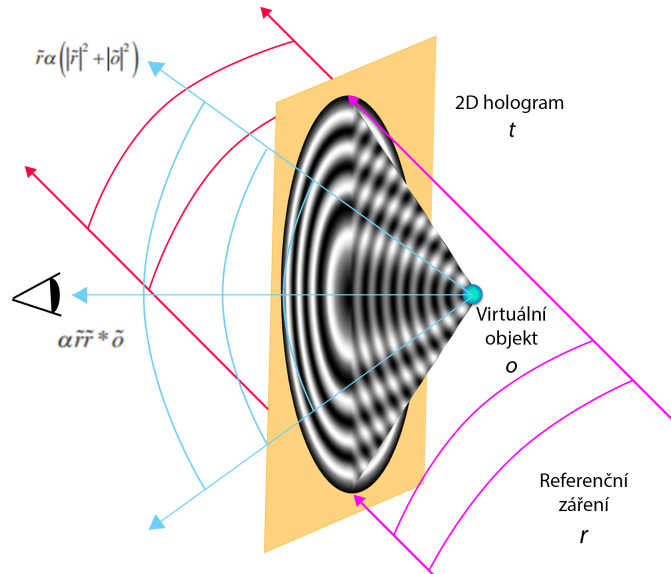 r̃α(|r̃|² + |õ|²)
2D hologram
t
αr̃r̃ * õ
Virtuální
objekt
o
Referenční
záření
r